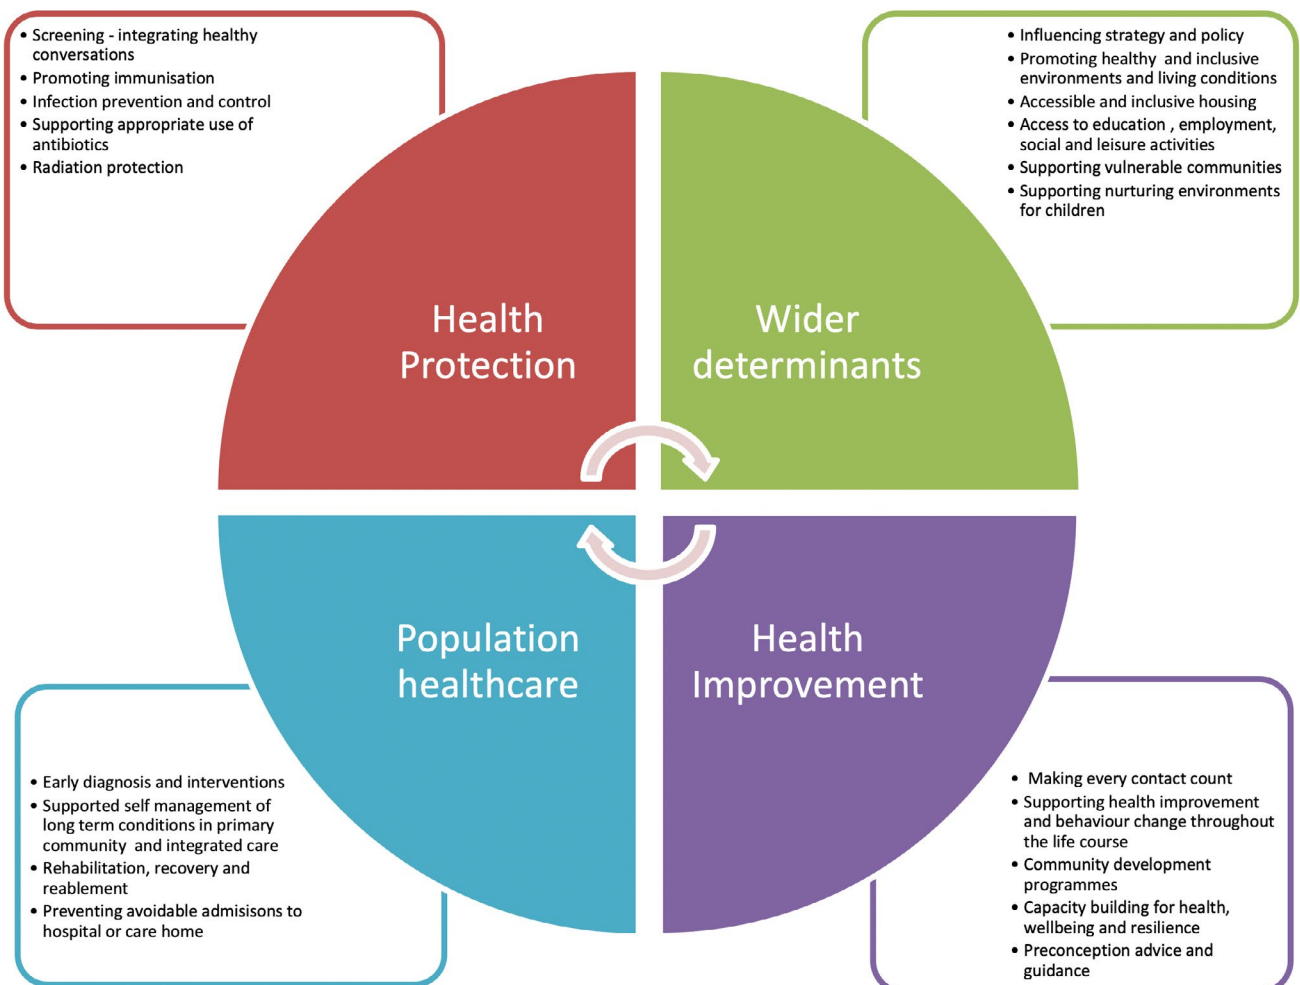 • Screening - integrating healthy
conversations
• Promoting immunisation
• Infection prevention and control
• Supporting appropriate use of
antibiotics
• Radiation protection
• Influencing strategy and policy
• Promoting healthy and inclusive
environments and living conditions
• Accessible and inclusive housing
• Access to education , employment,
social and leisure activities
• Supporting vulnerable communities
• Supporting nurturing environments
for children
Health
Protection
Wider
determinants
Population
healthcare
Health
Improvement
• Early diagnosis and interventions
• Supported self management of
long term conditions in primary
community and integrated care
• Rehabilitation, recovery and
reablement
• Preventing avoidable admisisons to
hospital or care home
• Making every contact count
• Supporting health improvement
and behaviour change throughout
the life course
• Community development
programmes
• Capacity building for health,
wellbeing and resilience
• Preconception advice and
guidance